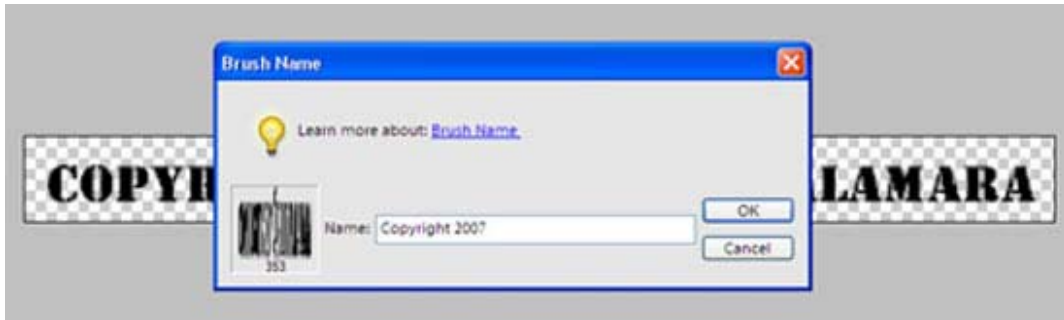 Brush Name
Learn more about: Brush Name
COPYR
LAMARA
353
Name: Copyright 2007
OK
Cancel